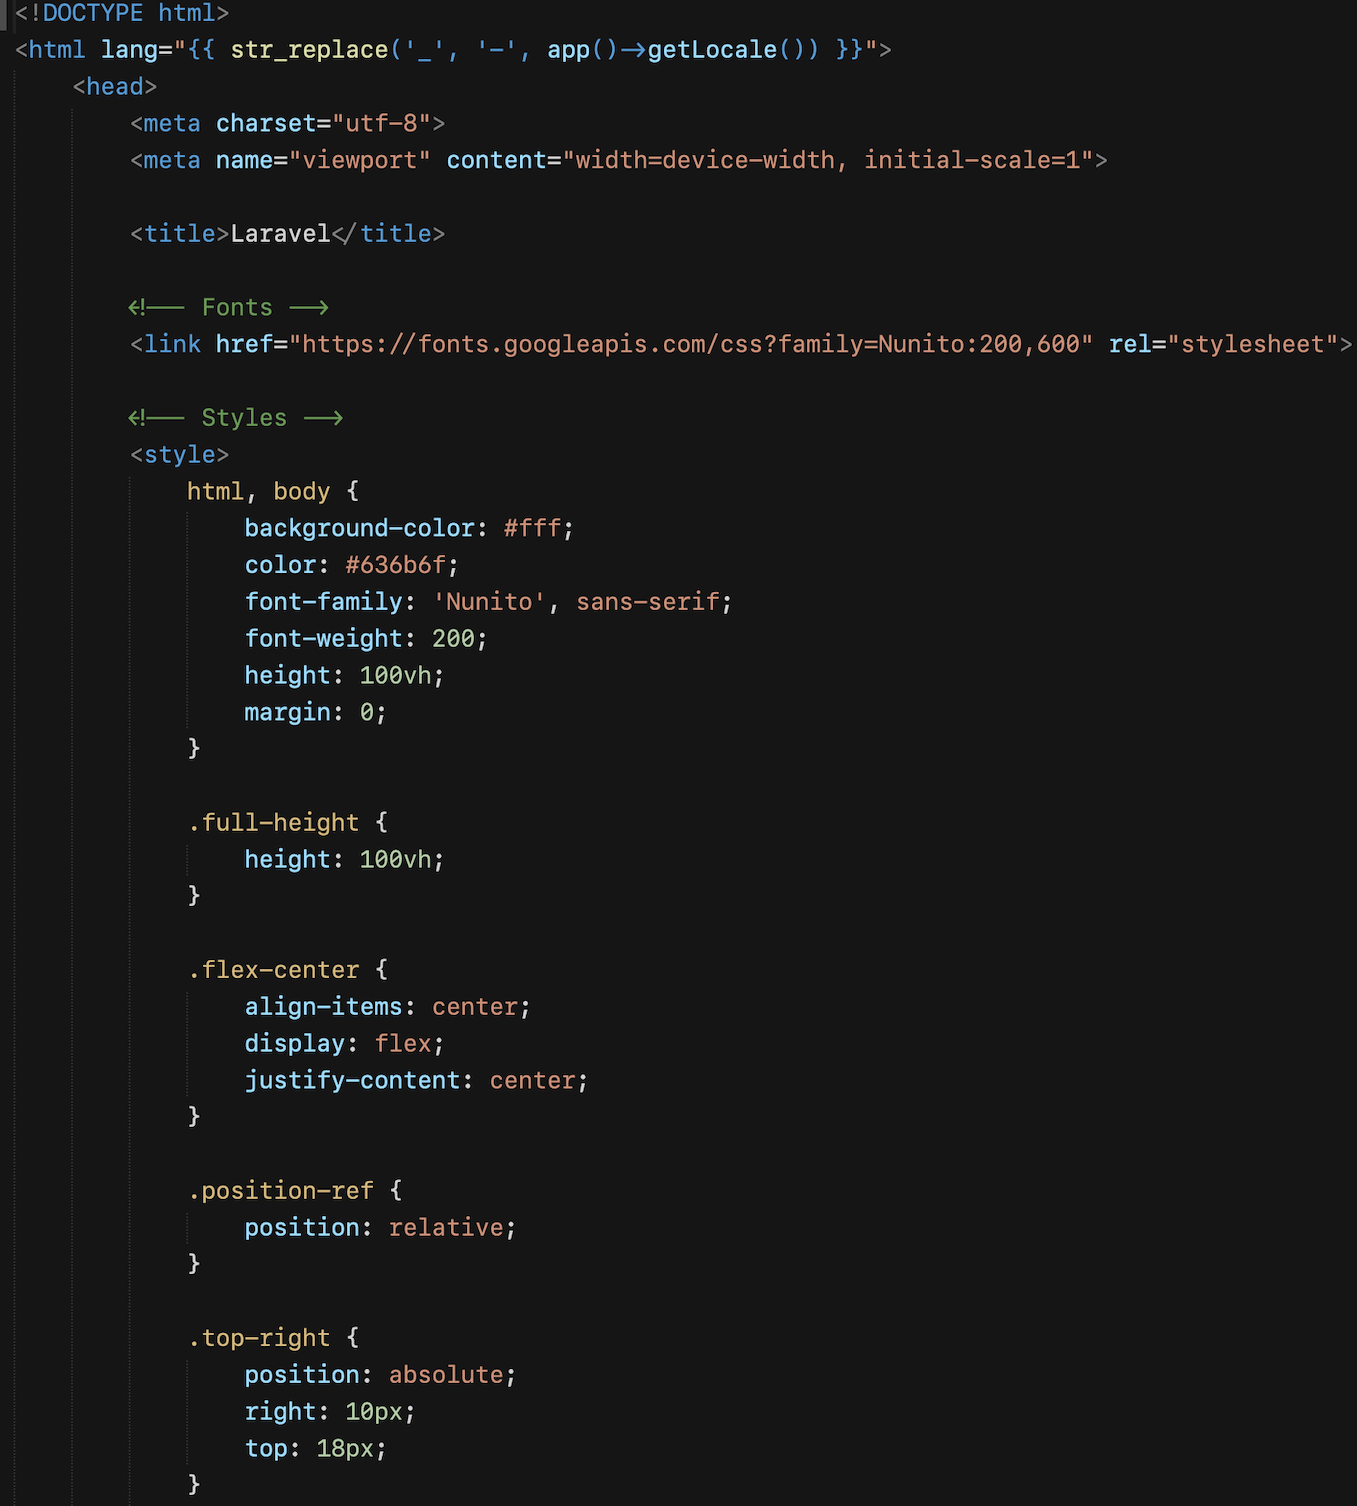 <!DOCTYPE html>
<html lang="{{ str_replace('_', '-', app()->getLocale()) }}">
<head>
<meta charset="utf-8">
<meta name="viewport" content="width=device-width, initial-scale=1">
<title>Laravel</title>
<!-- Fonts -->
<link href="https://fonts.googleapis.com/css?family=Nunito:200,600" rel="stylesheet">
<!-- Styles -->
<style>
html, body {
background-color: #fff;
color: #636b6f;
font-family: 'Nunito', sans-serif;
font-weight: 200;
height: 100vh;
margin: 0;
}
.full-height {
height: 100vh;
}
.flex-center {
align-items: center;
display: flex;
justify-content: center;
}
.position-ref {
position: relative;
}
.top-right {
position: absolute;
right: 10px;
top: 18px;
}